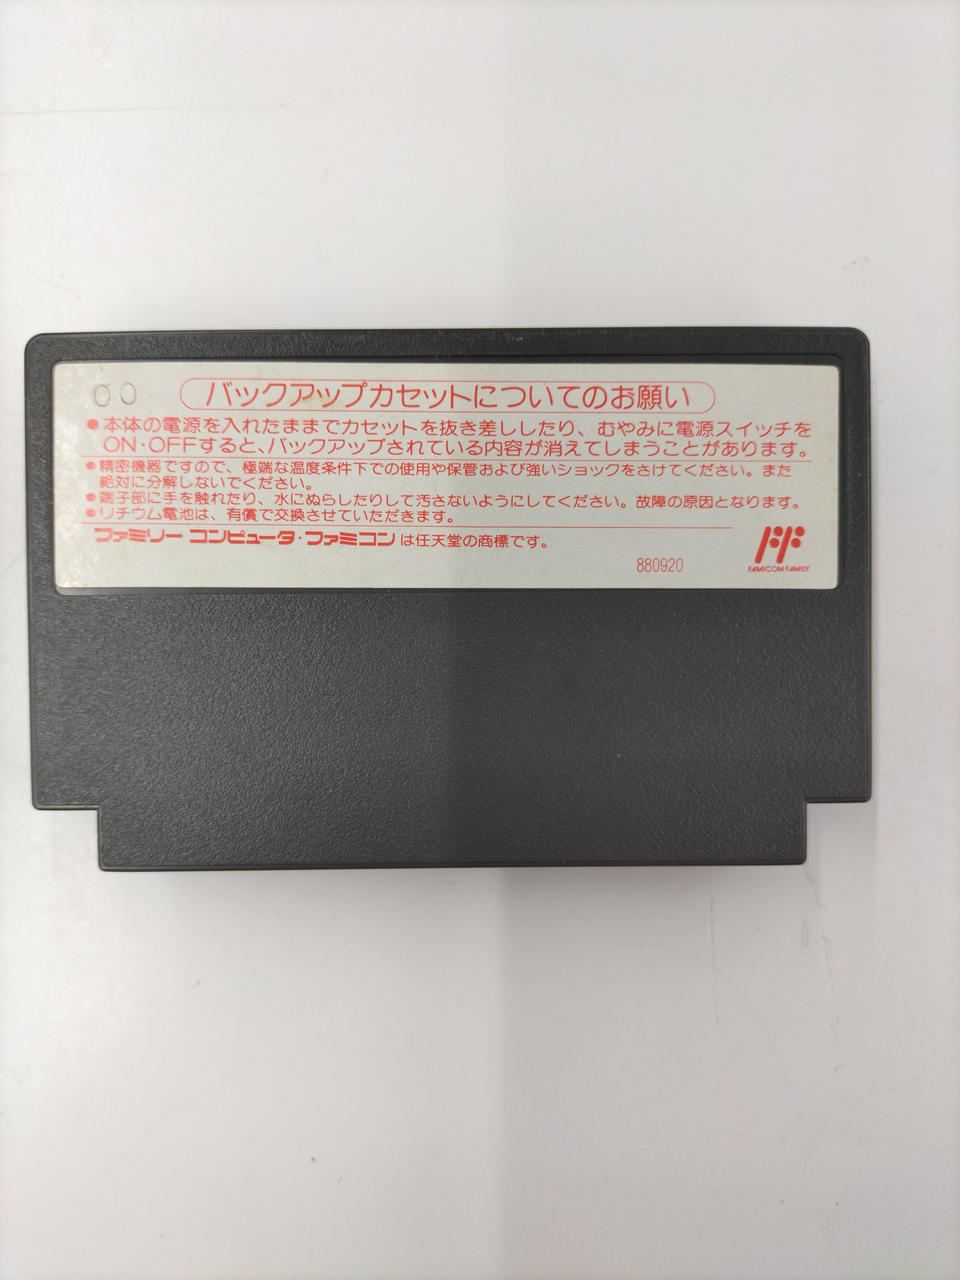 00
バックアップカセットについてのお願い
●本体の電源を入れたままでカセットを抜き差ししたり、むやみに電源スイッチを
ON・OFFすると、バックアップされている内容が消えてしまうことがあります。
●精密機器ですので、極端な温度条件下での使用や保管および強いショックをさけてください。また
絶対に分解しないでください。
●端子部に手を触れたり、水にぬらしたりして汚さないようにしてください。故障の原因となります。
●リチウム電池は、有償で交換させていただきます。
ファミリーコンピュータ・ファミコンは任天堂の商標です。
880920
FAMICOM FAMILY